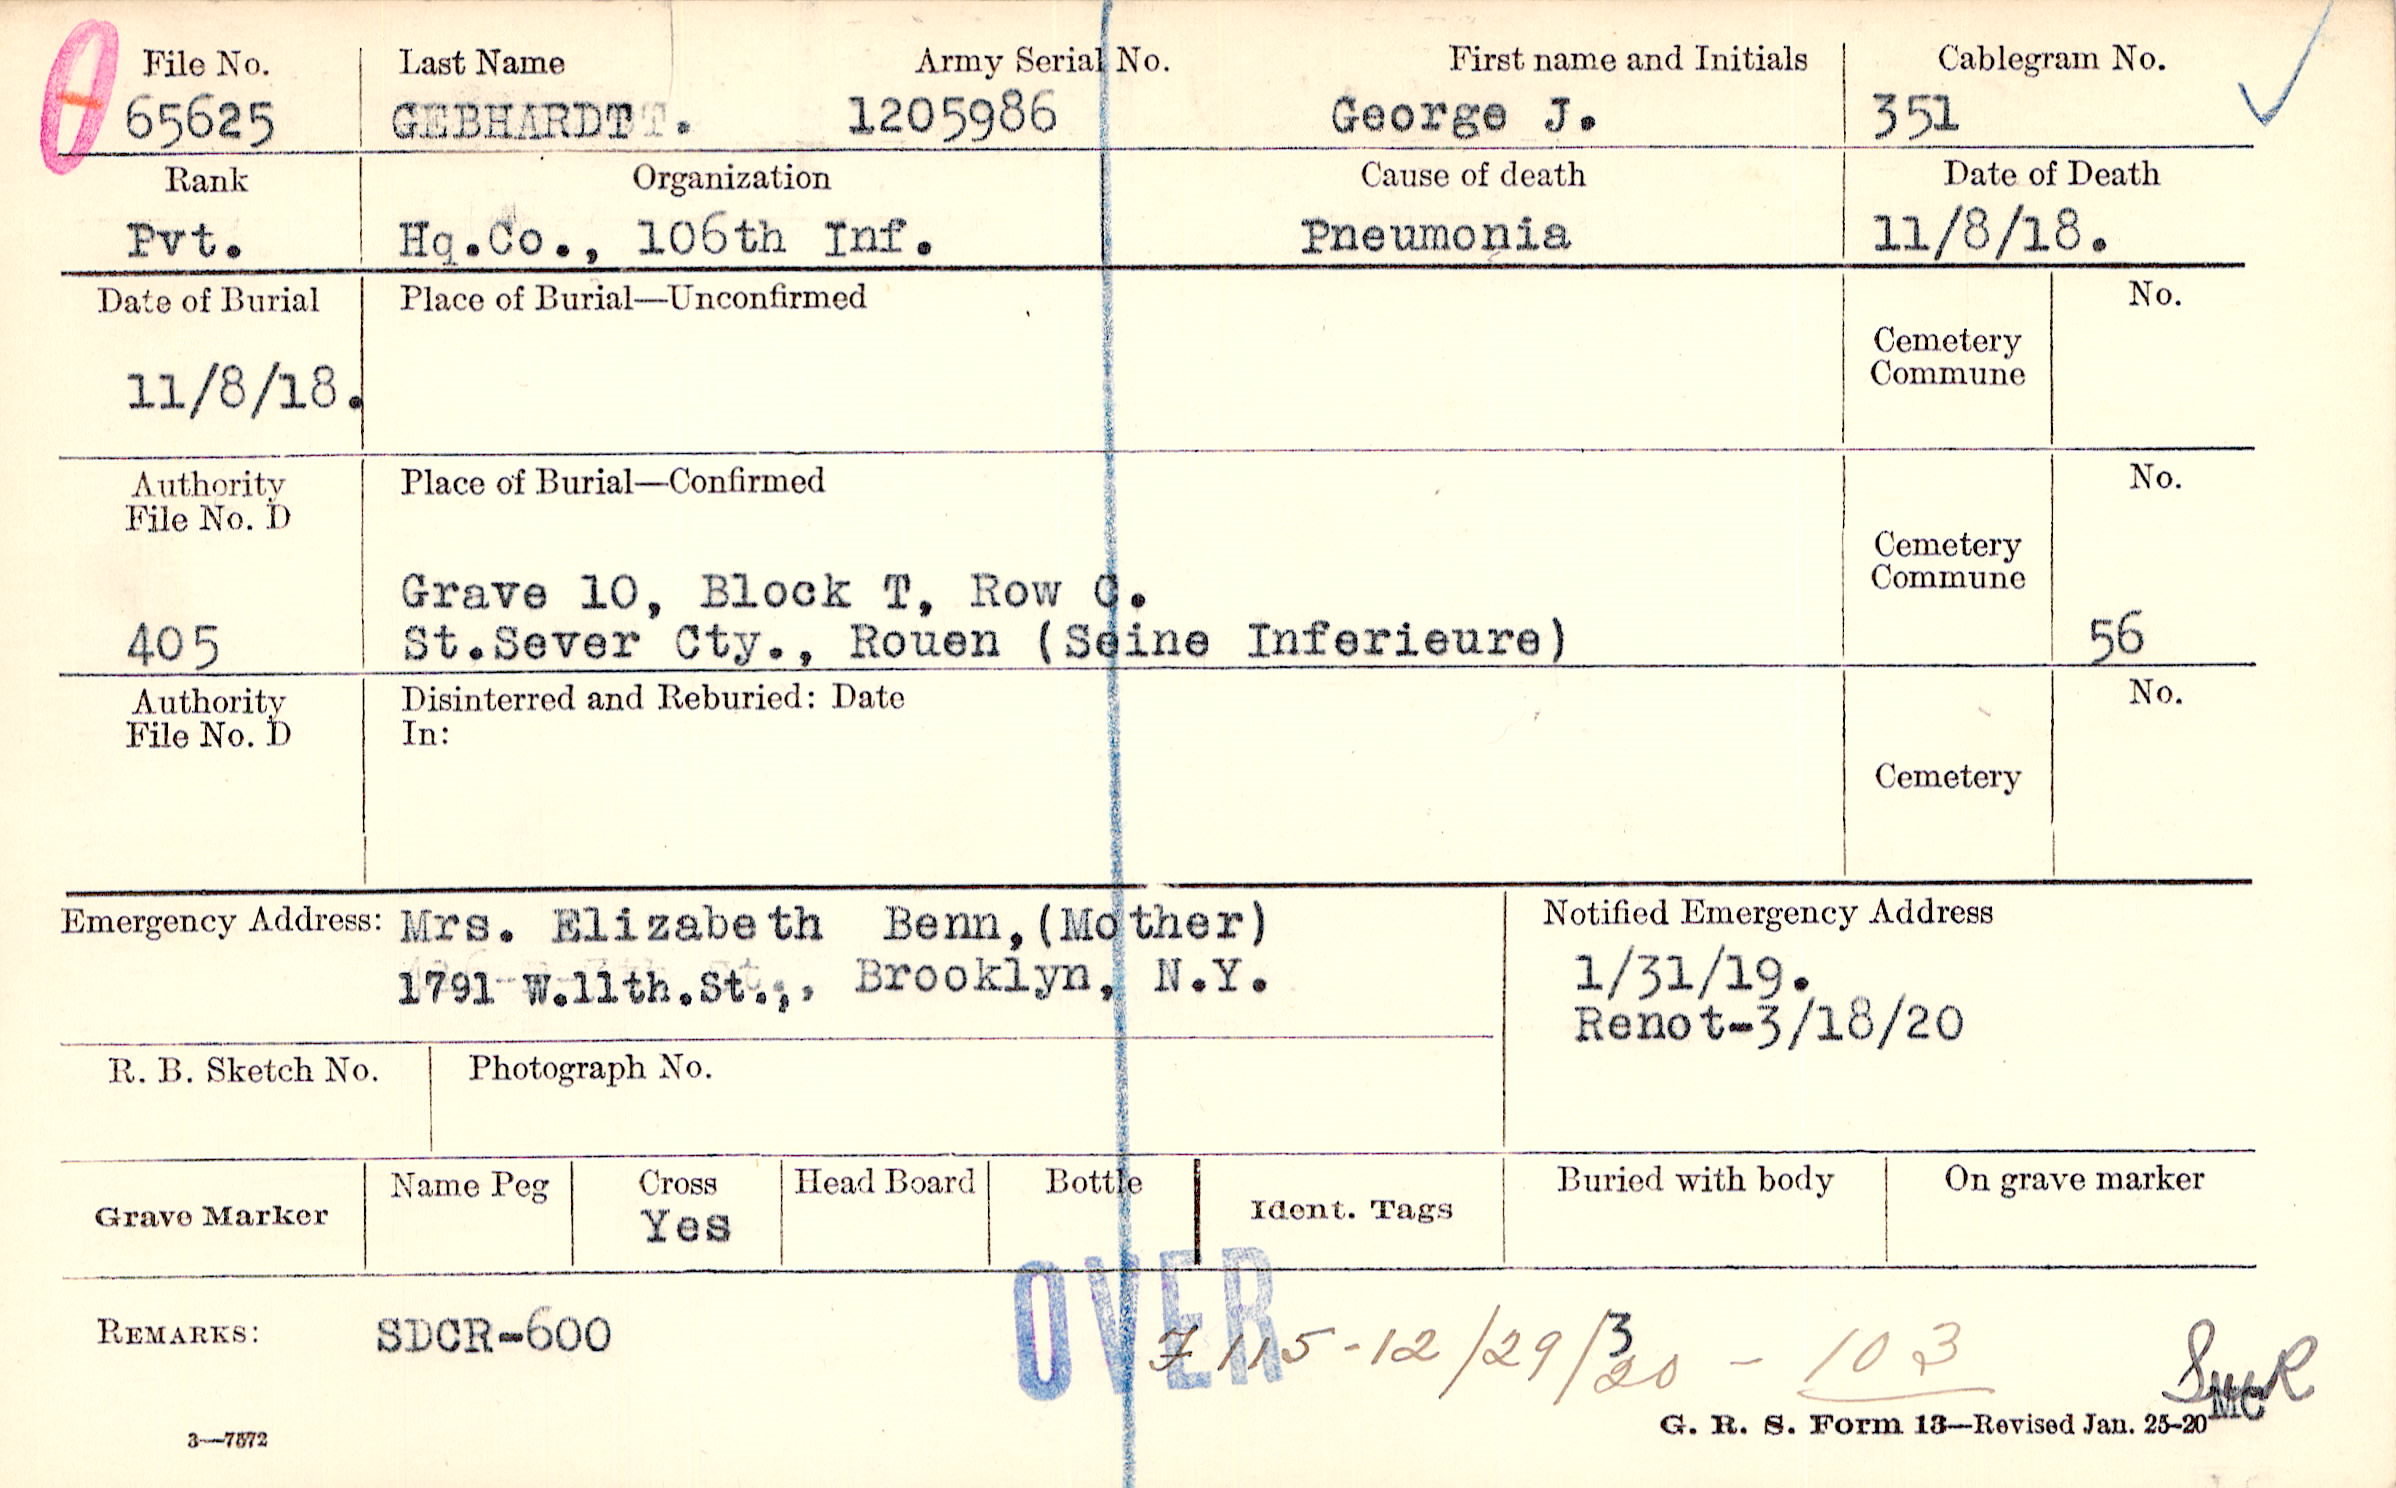 File No. Last Name Army Serial No. First name and Initials Cablegram No.
65625 GEBHARDT. 1205986 George J. 351
Rank Organization Cause of death Date of Death
Pvt. Hq.Co., 106th Inf. Pneumonia 11/8/18.
Date of Burial Place of Burial—Unconfirmed No.
Cemetery
Commune
11/8/18.
Authority Place of Burial—Confirmed No.
File No. D
Cemetery
Commune
Grave 10, Block T, Row C.
405 St.Sever Cty., Rouen (Seine Inferieure) 56
Authority Disinterred and Reburied: Date No.
File No. D In:
Cemetery
Emergency Address: Mrs. Elizabeth Benn,(Mother) Notified Emergency Address
1791 W.11th.St.,, Brooklyn, N.Y. 1/31/19.
Renot-3/18/20
R. B. Sketch No. Photograph No.
Grave Marker Name Peg Cross Head Board Bottle Ident. Tags Buried with body On grave marker
Yes
OVER
REMARKS: SDCR-600 115-12/29/20 - 103
3
MC
3—7572 G. R. S. Form 13—Revised Jan. 25-20